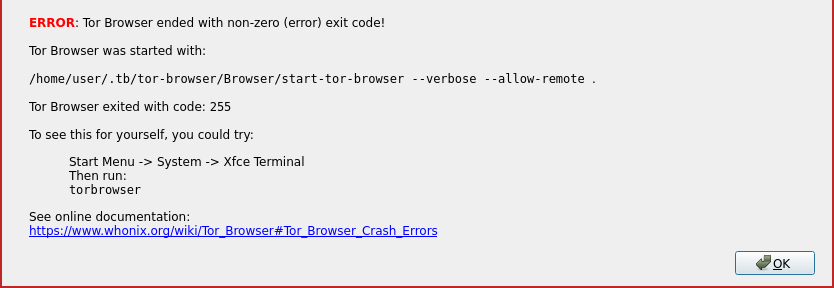 ERROR: Tor Browser ended with non-zero (error) exit code!
Tor Browser was started with:
/home/user/.tb/tor-browser/Browser/start-tor-browser --verbose --allow-remote .
Tor Browser exited with code: 255
To see this for yourself, you could try:
Start Menu -> System -> Xfce Terminal
Then run:
torbrowser
See online documentation:
https://www.whonix.org/wiki/Tor_Browser#Tor_Browser_Crash_Errors
OK